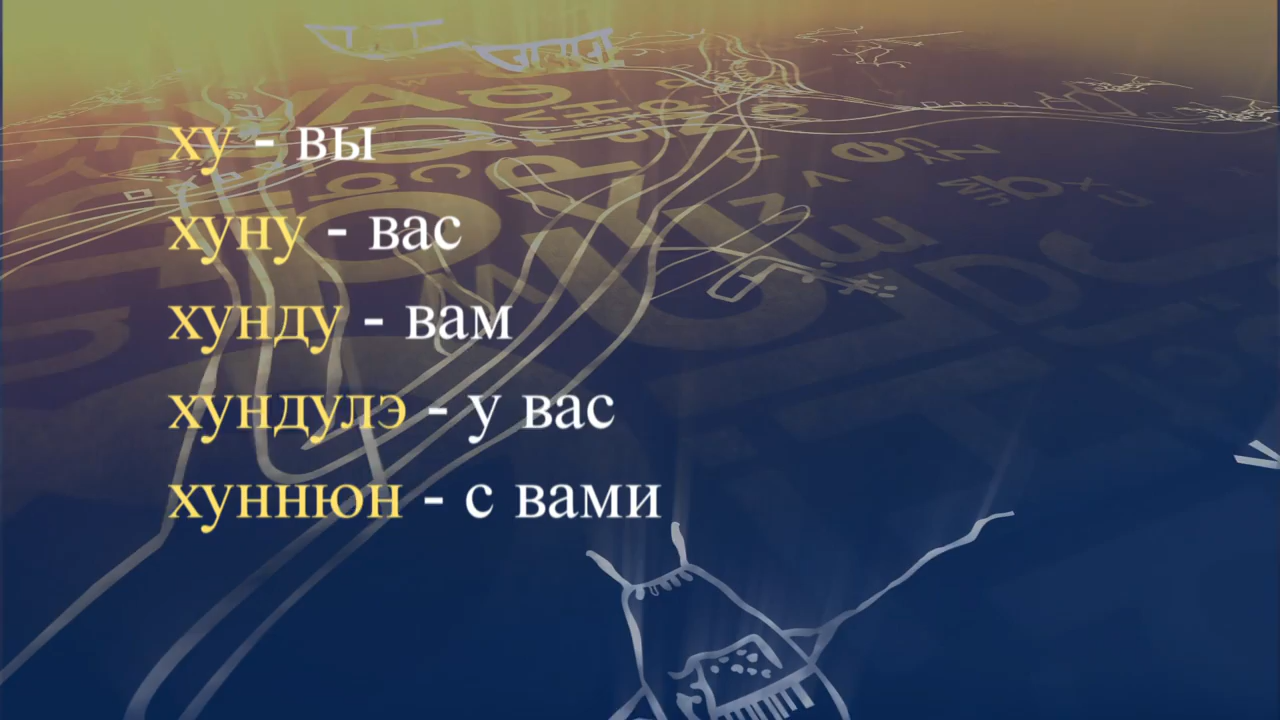 ху - вы
хуну - вас
хунду - вам
хундулэ - у вас
хуннюн - с вами